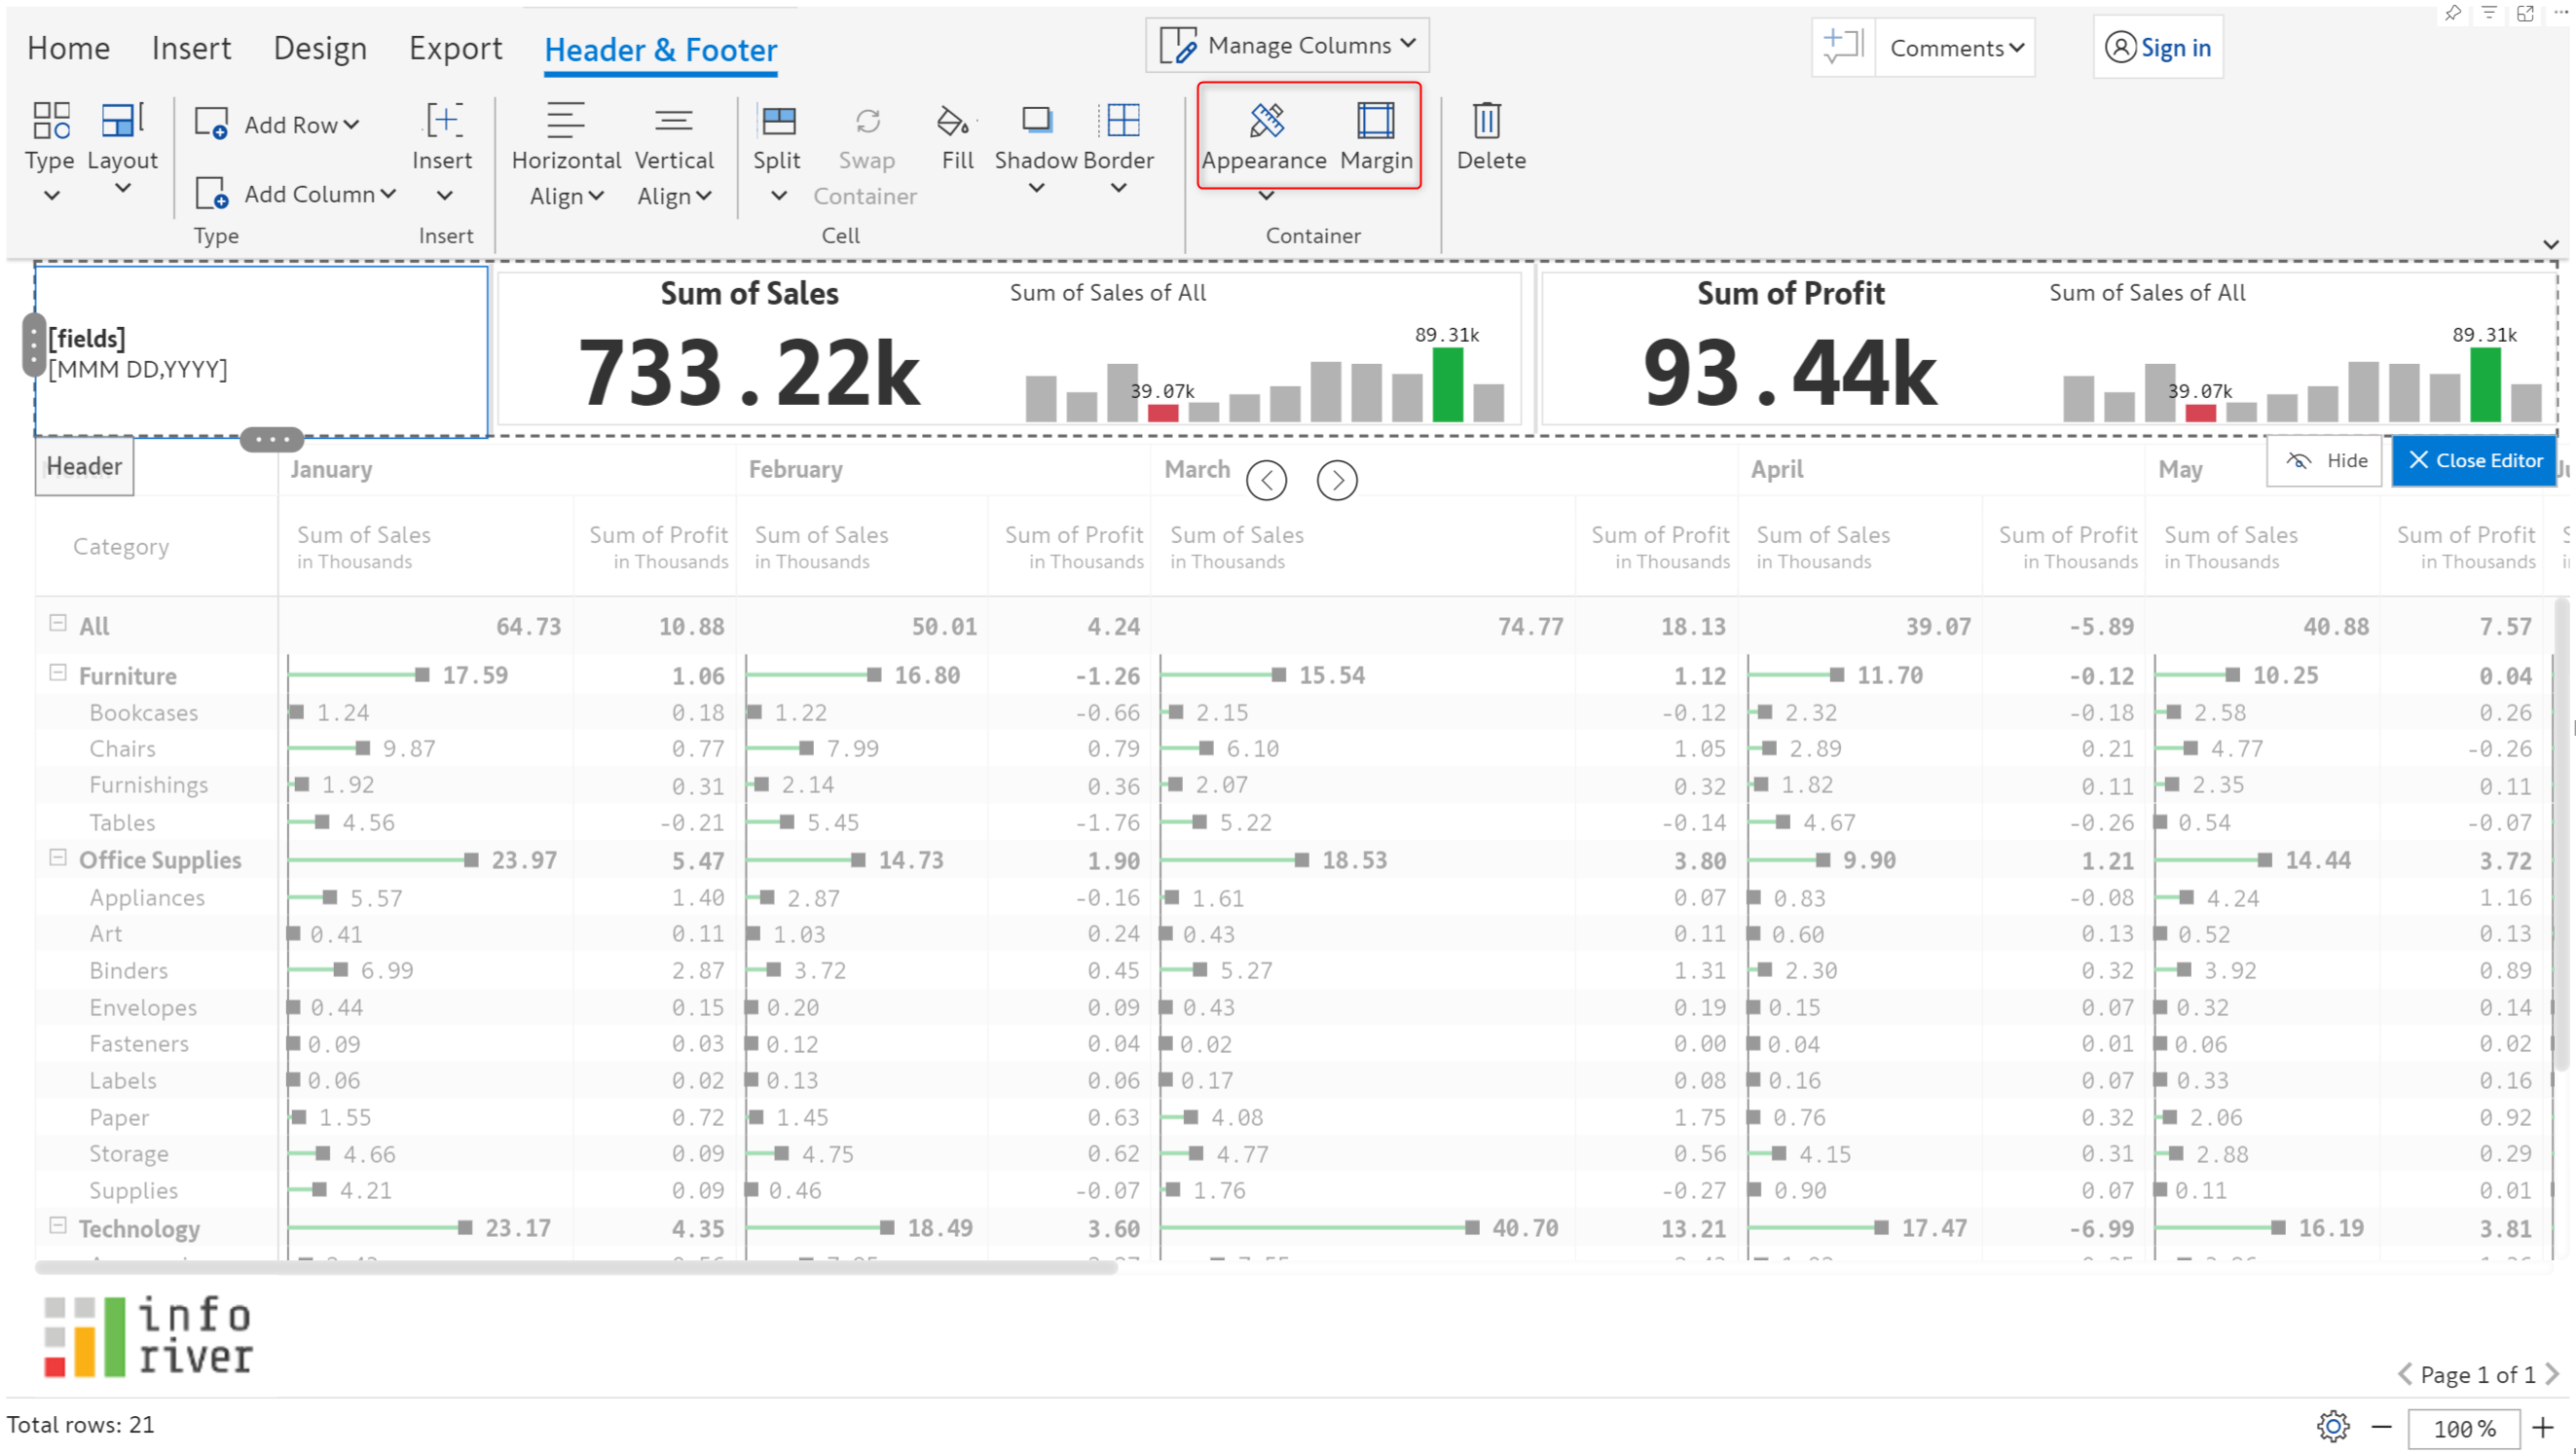 Home Insert Design Export Header & Footer Manage Columns Comments Sign in
Type Layout Add Row Insert Horizontal Align Vertical Align Split Swap Container Fill Shadow Border Appearance Margin Delete
Add Column
Type Insert Cell Container
[fields]
[MMM DD,YYYY]
Sum of Sales Sum of Sales of All
733.22k 39.07k 89.31k
Sum of Profit Sum of Sales of All
93.44k 39.07k 89.31k
Header January February March April May Hide Close Editor
Category Sum of Sales Sum of Profit Sum of Sales Sum of Profit Sum of Sales Sum of Profit Sum of Sales Sum of Profit Sum of Sales Sum of Profit
in Thousands in Thousands in Thousands in Thousands in Thousands in Thousands in Thousands in Thousands in Thousands in Thousands
All 64.73 10.88 50.01 4.24 74.77 18.13 39.07 -5.89 40.88 7.57
Furniture 17.59 1.06 16.80 -1.26 15.54 1.12 11.70 -0.12 10.25 0.04
Bookcases 1.24 0.18 1.22 -0.66 2.15 -0.12 2.32 -0.18 2.58 0.26
Chairs 9.87 0.77 7.99 0.79 6.10 1.05 2.89 0.21 4.77 -0.26
Furnishings 1.92 0.31 2.14 0.36 2.07 0.32 1.82 0.11 2.35 0.11
Tables 4.56 -0.21 5.45 -1.76 5.22 -0.14 4.67 -0.26 0.54 -0.07
Office Supplies 23.97 5.47 14.73 1.90 18.53 3.80 9.90 1.21 14.44 3.72
Appliances 5.57 1.40 2.87 -0.16 1.61 0.07 0.83 -0.08 4.24 1.16
Art 0.41 0.11 1.03 0.24 0.43 0.11 0.60 0.13 0.52 0.13
Binders 6.99 2.87 3.72 0.45 5.27 1.31 2.30 0.32 3.92 0.89
Envelopes 0.44 0.15 0.20 0.09 0.43 0.19 0.15 0.07 0.32 0.14
Fasteners 0.09 0.03 0.12 0.04 0.02 0.00 0.04 0.01 0.06 0.02
Labels 0.06 0.02 0.13 0.06 0.17 0.08 0.16 0.07 0.33 0.16
Paper 1.55 0.72 1.45 0.63 4.08 1.75 0.76 0.32 2.06 0.92
Storage 4.66 0.09 4.75 0.62 4.77 0.56 4.15 0.31 2.88 0.29
Supplies 4.21 0.09 0.46 -0.07 1.76 -0.27 0.90 0.07 0.11 0.01
Technology 23.17 4.35 18.49 3.60 40.70 13.21 17.47 -6.99 16.19 3.81
info
river
Page 1 of 1
Total rows: 21 100 %